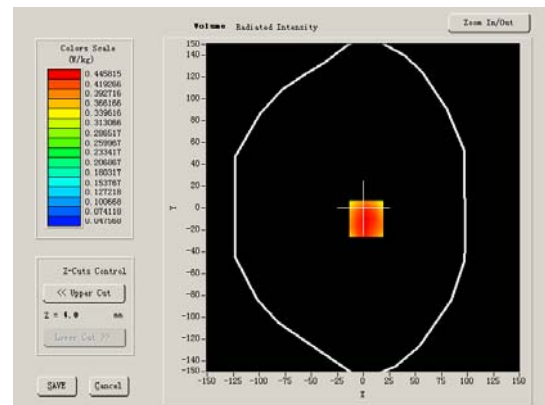 Volume Radiated Intensity
Zoom In/Out
Colors Scale
(W/kg)
0.445815
0.419266
0.392716
0.366166
0.339616
0.313066
0.286517
0.259967
0.233417
0.206867
0.180317
0.153767
0.127218
0.100668
0.074118
0.047568
Z-Cuts Control
<< Upper Cut
Z = 4.0 mm
Lower Cut >>
SAVE
Cancel
150
120
100
80
60
40
20
0
-20
-40
-60
-80
-100
-120
-140
-150
Y
-150 -125 -100 -75 -50 -25 0 25 50 75 100 125 150
X